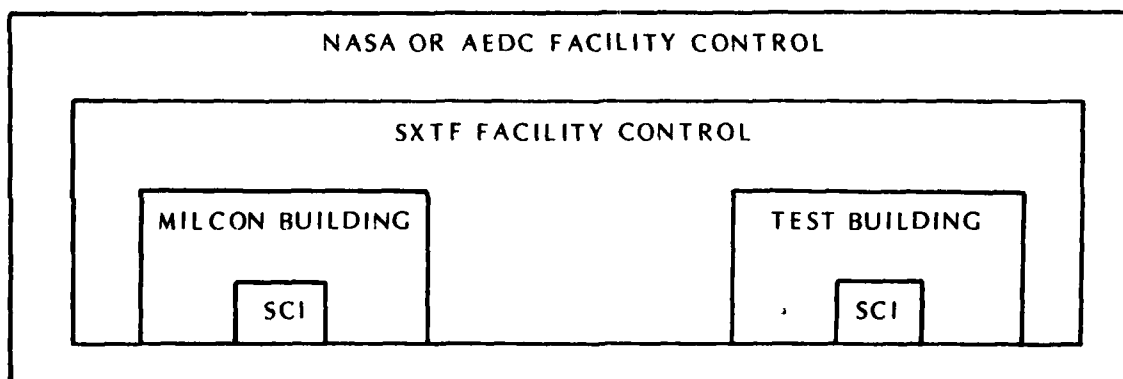 NASA OR AEDC FACILITY CONTROL
SXTF FACILITY CONTROL
MILCON BUILDING
TEST BUILDING
SCI
SCI